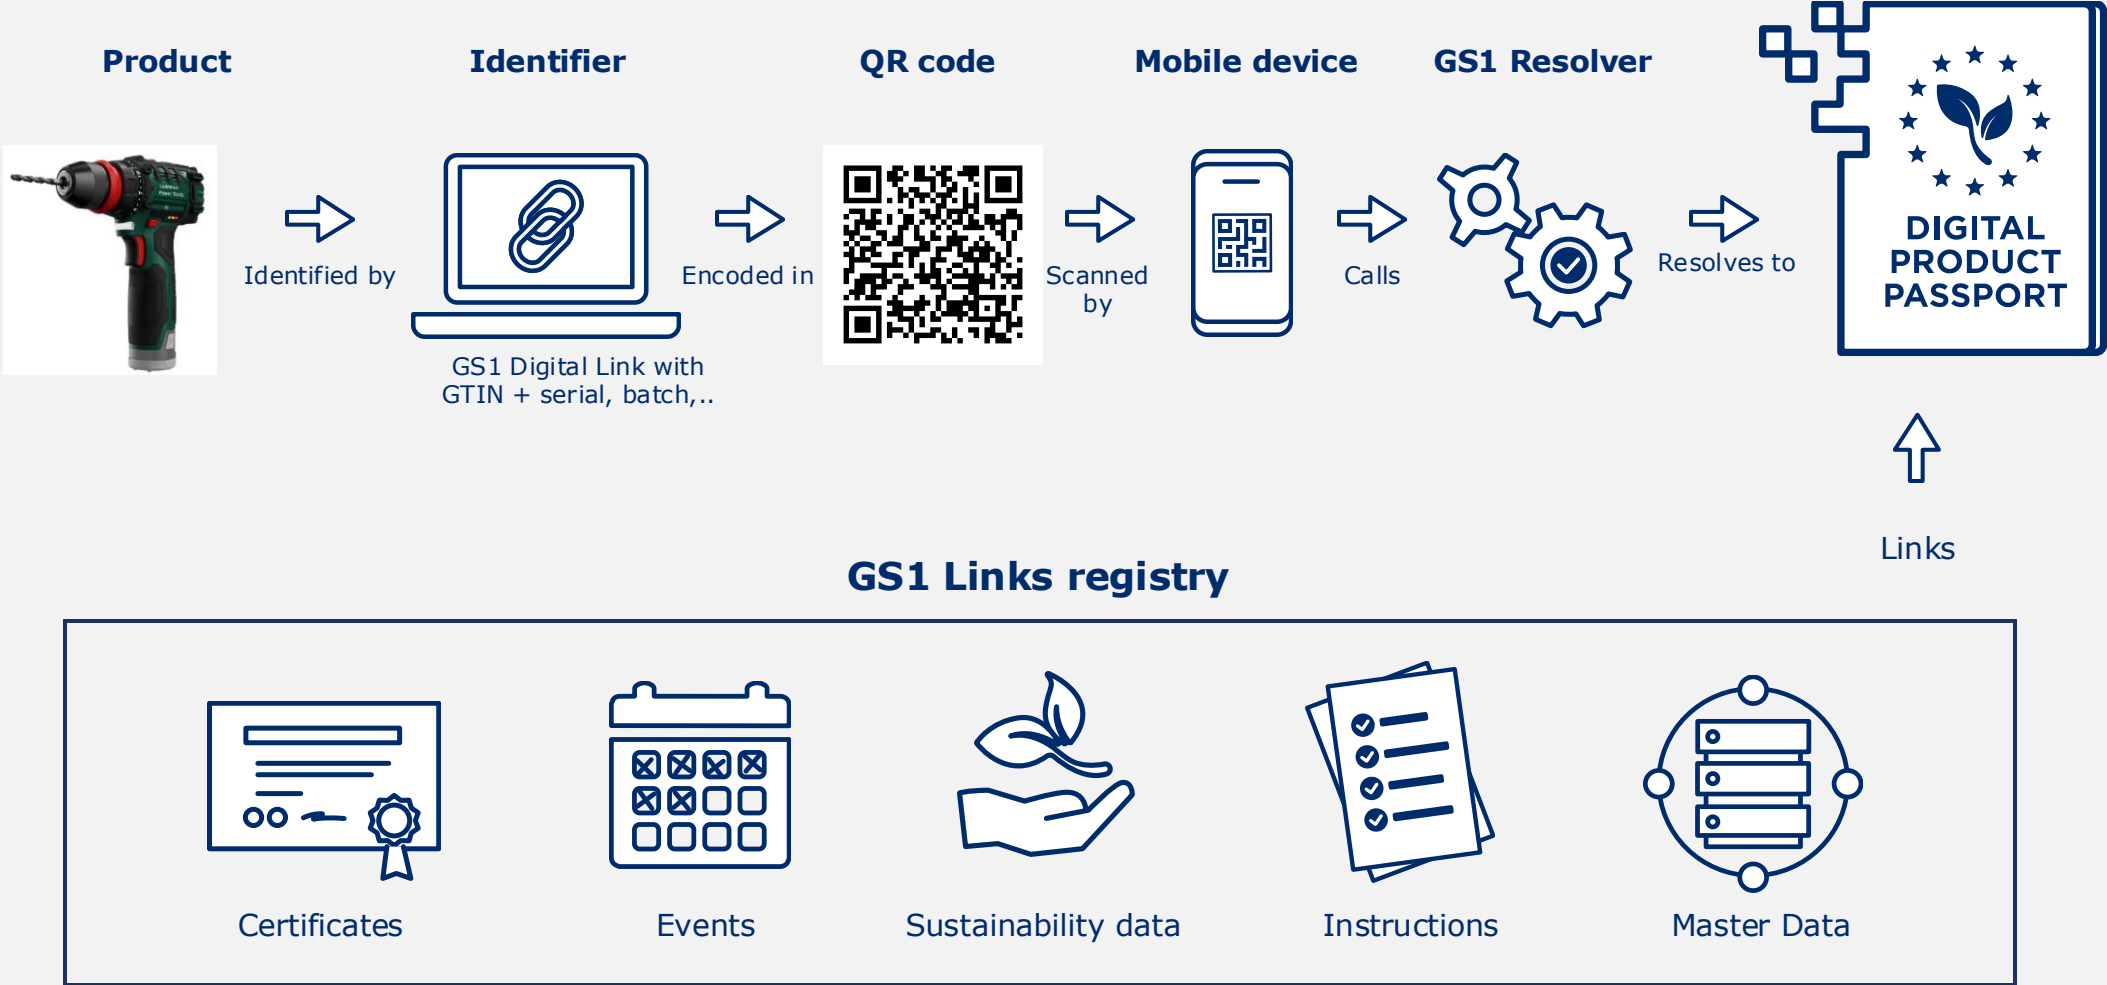 Product
Identifier
QR code
Mobile device
GS1 Resolver
Identified by
Encoded in
Scanned
by
Calls
Resolves to
DIGITAL
PRODUCT
PASSPORT
GS1 Digital Link with
GTIN + serial, batch,..
Links
GS1 Links registry
Certificates
Events
Sustainability data
Instructions
Master Data